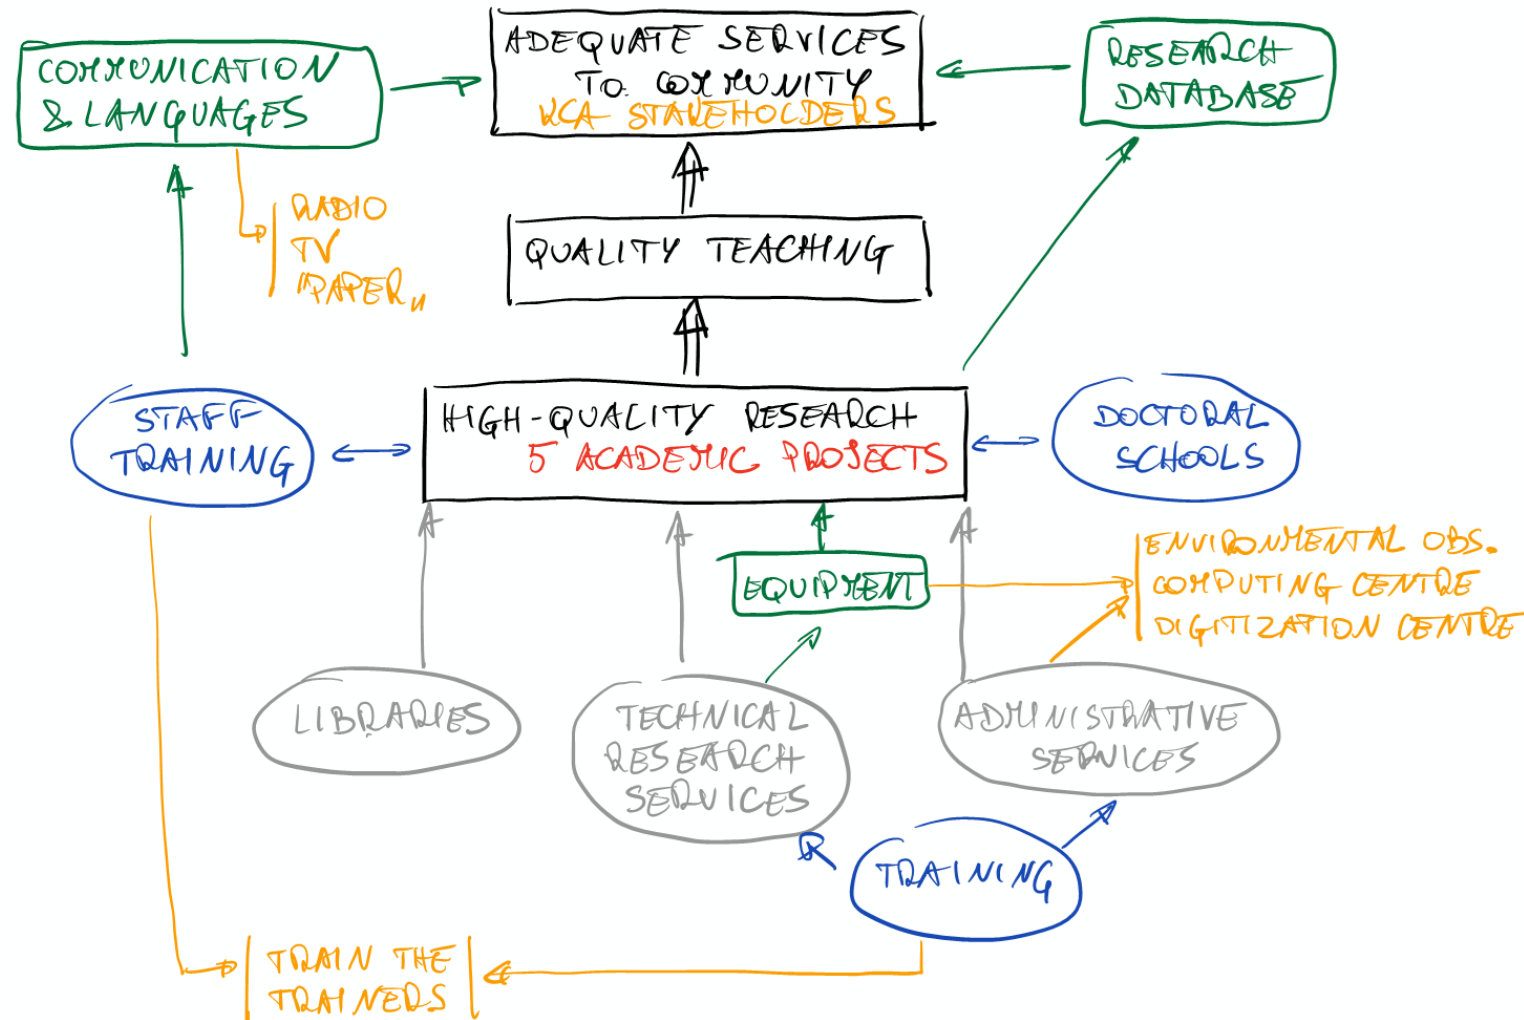 ADEQUATE SERVICES
TO COMMUNITY
KCA STAKEHOLDERS
COMMUNICATION
& LANGUAGES
RESEARCH
DATABASE
RADIO
TV
"PAPER"
QUALITY TEACHING
STAFF
TRAINING
HIGH-QUALITY RESEARCH
5 ACADEMIC PROJECTS
DOCTORAL
SCHOOLS
EQUIPMENT
ENVIRONMENTAL OBS.
COMPUTING CENTRE
DIGITIZATION CENTRE
LIBRARIES
TECHNICAL
RESEARCH
SERVICES
ADMINISTRATIVE
SERVICES
TRAINING
TRAIN THE
TRAINERS